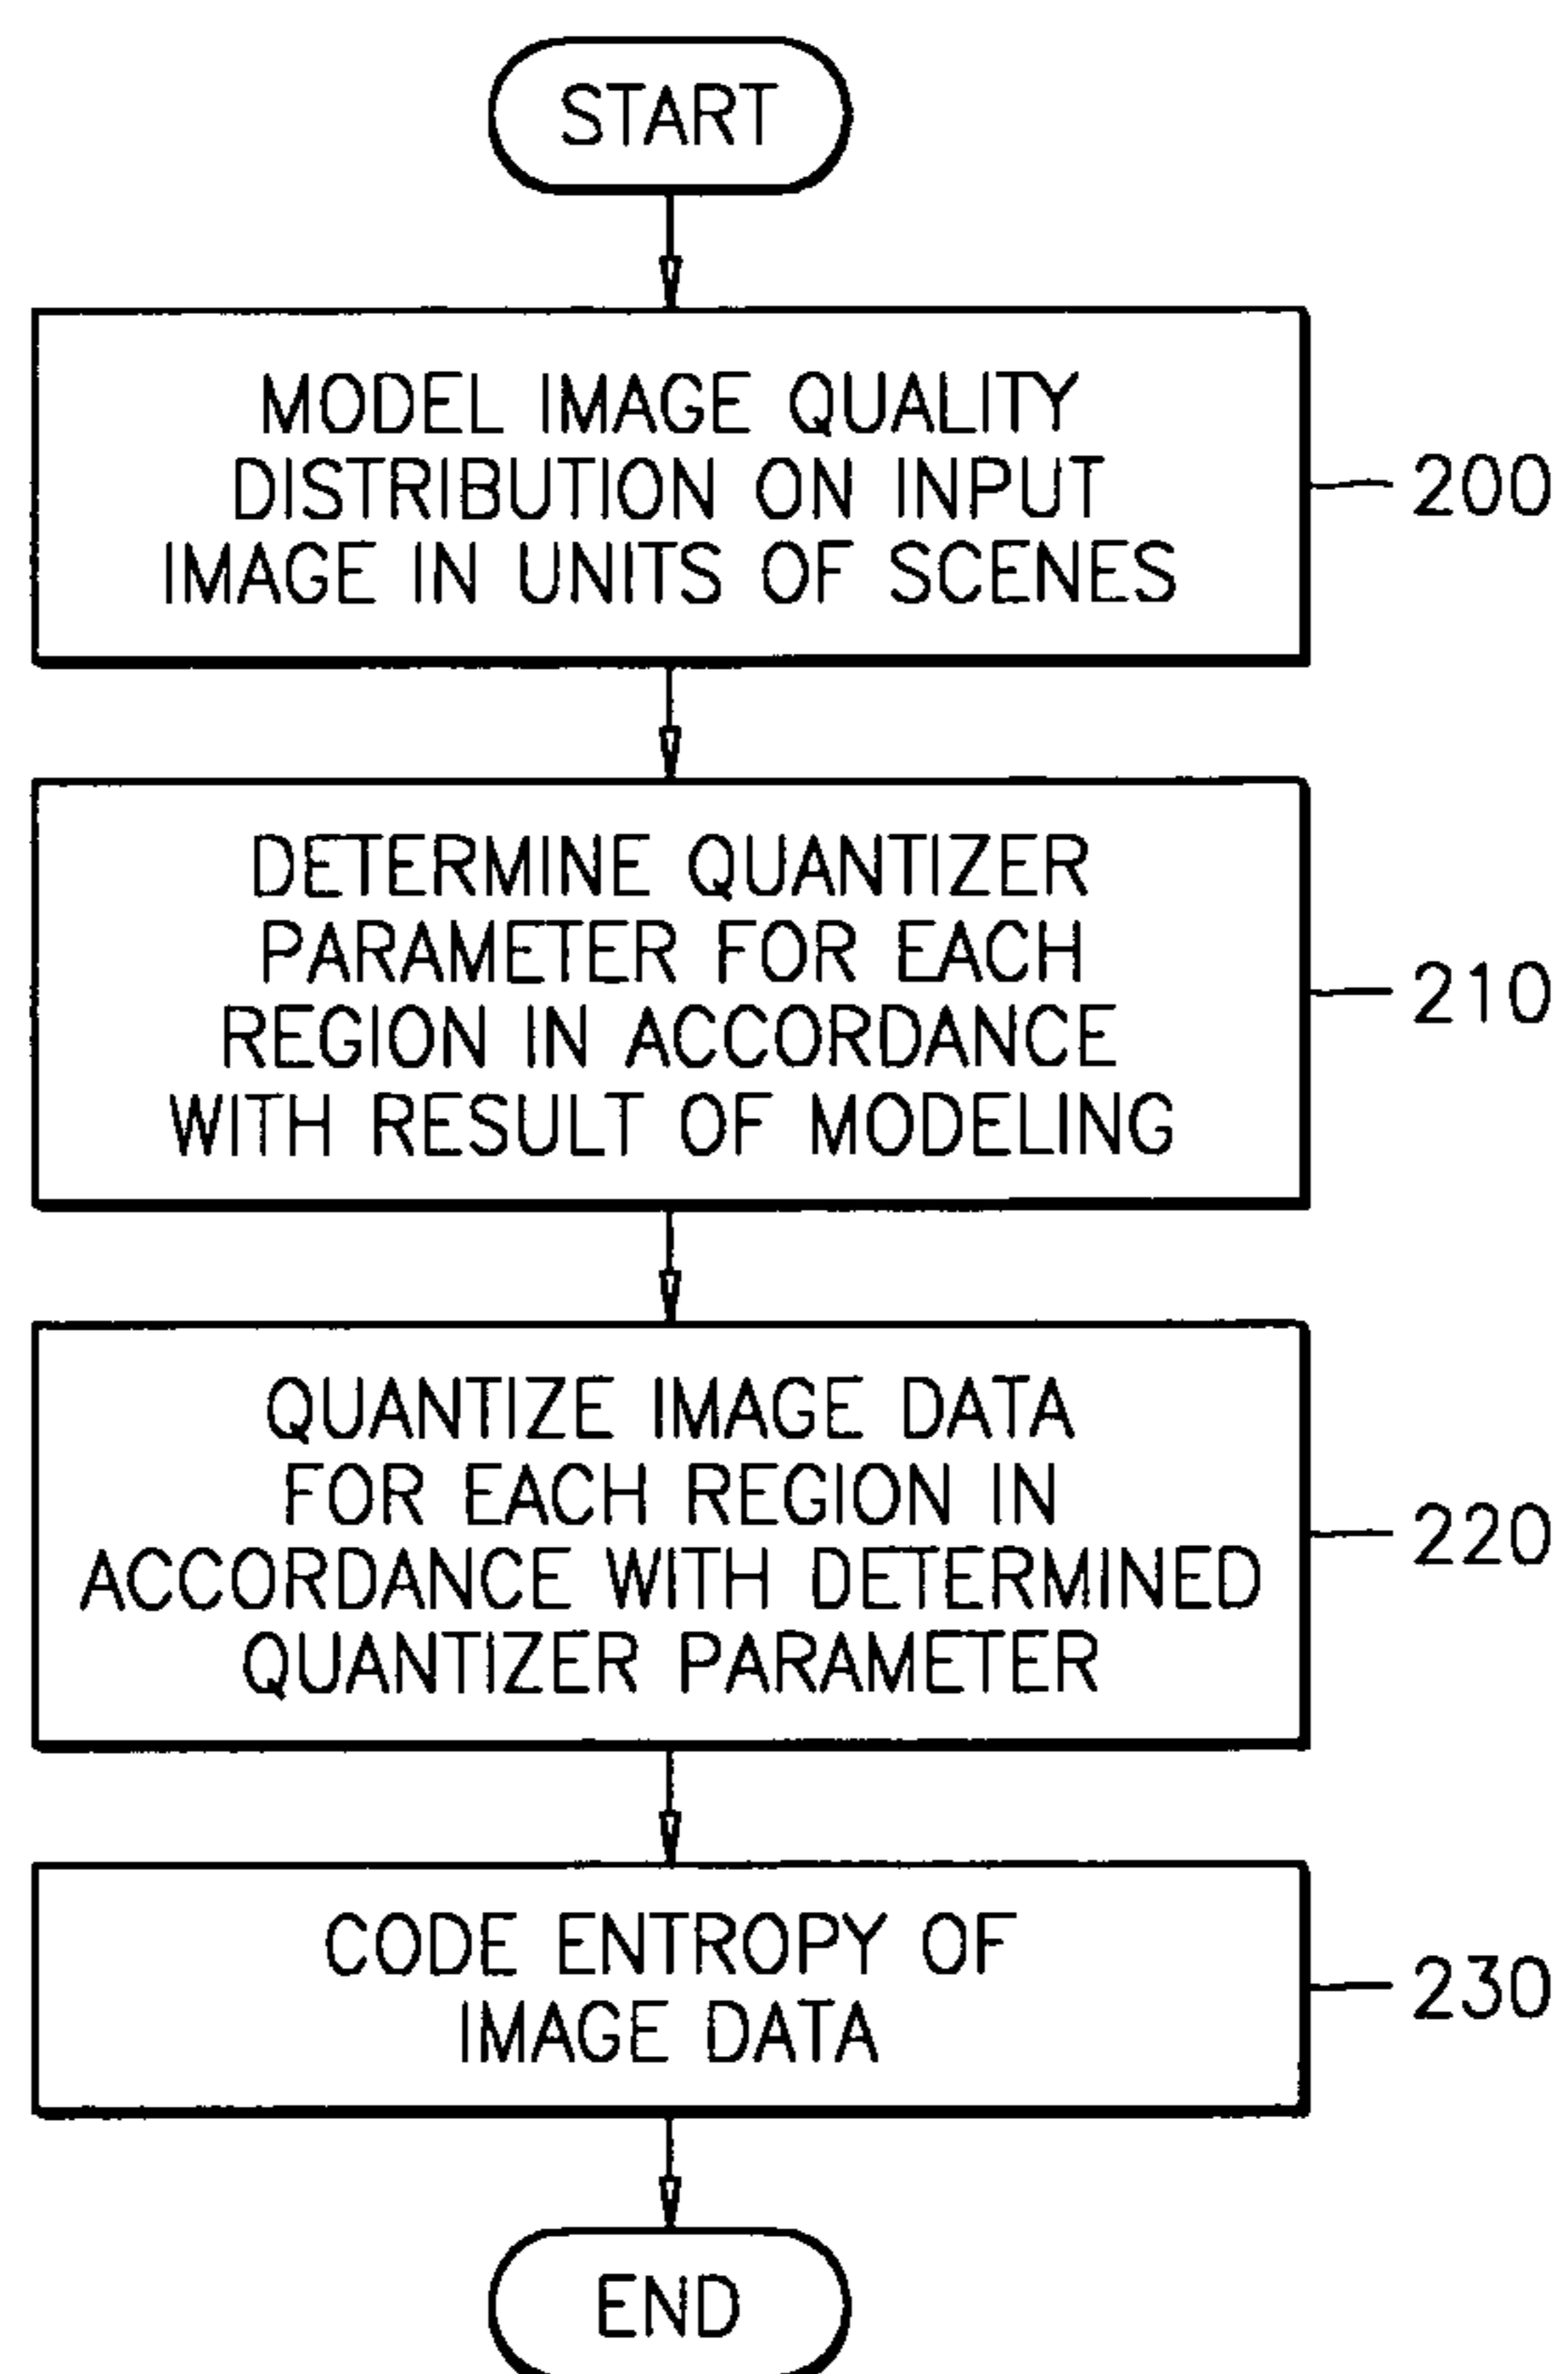 START
MODEL IMAGE QUALITY
DISTRIBUTION ON INPUT
IMAGE IN UNITS OF SCENES
200
DETERMINE QUANTIZER
PARAMETER FOR EACH
REGION IN ACCORDANCE
WITH RESULT OF MODELING
210
QUANTIZE IMAGE DATA
FOR EACH REGION IN
ACCORDANCE WITH DETERMINED
QUANTIZER PARAMETER
220
CODE ENTROPY OF
IMAGE DATA
230
END